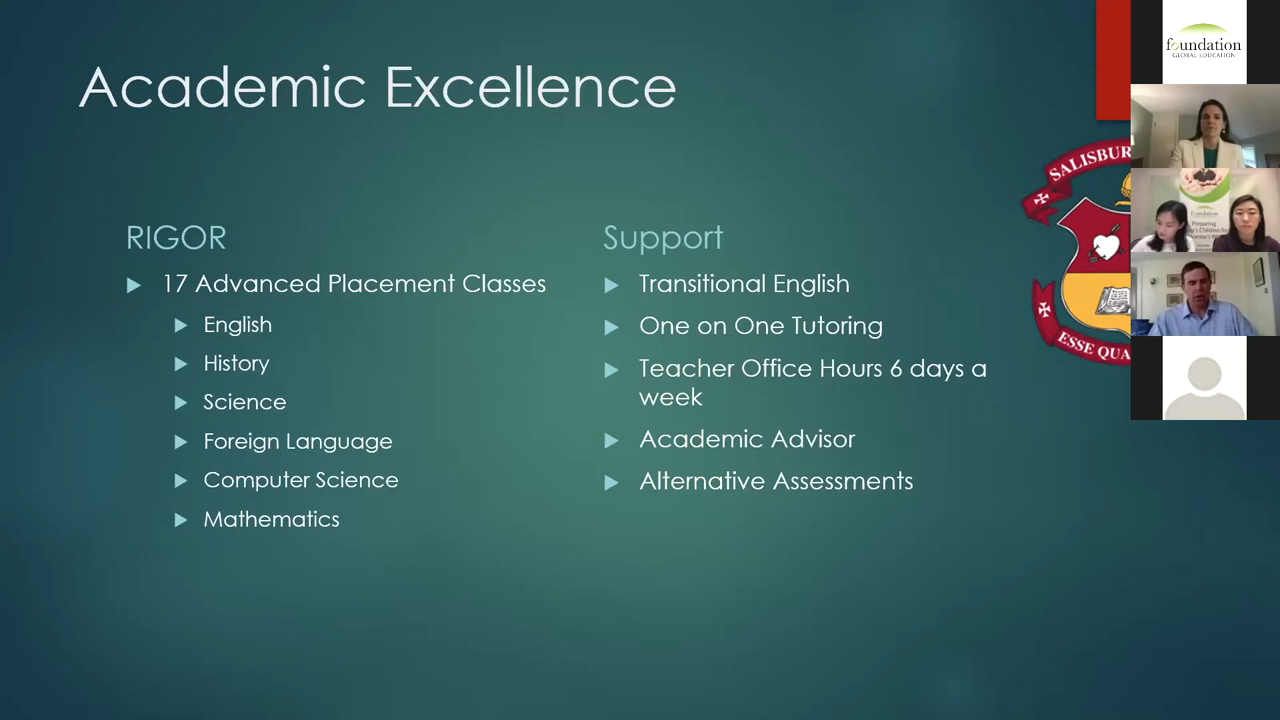 Academic Excellence
RIGOR
17 Advanced Placement Classes
English
History
Science
Foreign Language
Computer Science
Mathematics
Support
Transitional English
One on One Tutoring
Teacher Office Hours 6 days a
week
Academic Advisor
Alternative Assessments
SALISBUR
ESSE QUA
foundation
GLOBAL EDUCATION
foundation
Preparing